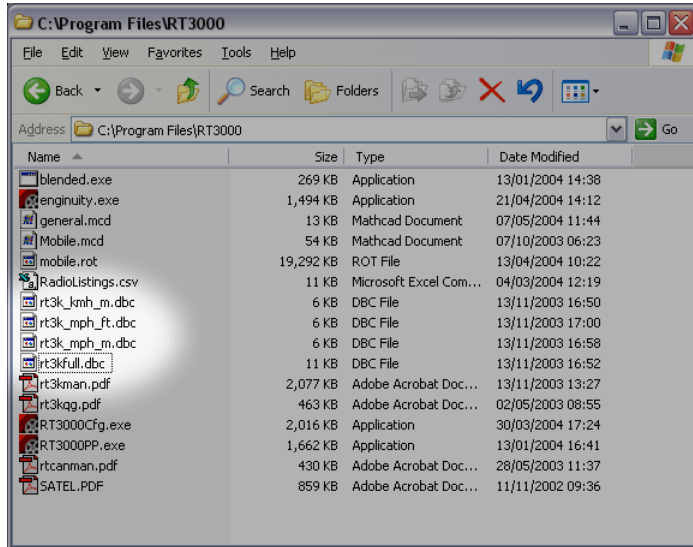 C:\Program Files\RT3000
File Edit View Favorites Tools Help
Back Search Folders
Address C:\Program Files\RT3000 Go
Name Size Type Date Modified
blended.exe 269 KB Application 13/01/2004 14:38
enginuity.exe 1,494 KB Application 21/04/2004 14:12
general.mcd 13 KB Mathcad Document 07/05/2004 11:44
Mobile.mcd 54 KB Mathcad Document 07/10/2003 06:23
mobile.rot 19,292 KB ROT File 13/04/2004 10:22
RadioListings.csv 11 KB Microsoft Excel Com... 04/03/2004 12:19
rt3k_kmh_m.dbc 6 KB DBC File 13/11/2003 16:50
rt3k_mph_ft.dbc 6 KB DBC File 13/11/2003 17:00
rt3k_mph_m.dbc 6 KB DBC File 13/11/2003 16:58
rt3kfull.dbc 11 KB DBC File 13/11/2003 16:52
rt3kman.pdf 2,077 KB Adobe Acrobat Doc... 13/11/2003 13:27
rt3kqg.pdf 463 KB Adobe Acrobat Doc... 02/05/2003 08:55
RT3000Cfg.exe 2,016 KB Application 30/03/2004 17:24
RT3000PP.exe 1,662 KB Application 13/01/2004 16:41
rtcanman.pdf 430 KB Adobe Acrobat Doc... 28/05/2003 11:37
SATEL.PDF 859 KB Adobe Acrobat Doc... 11/11/2002 09:36